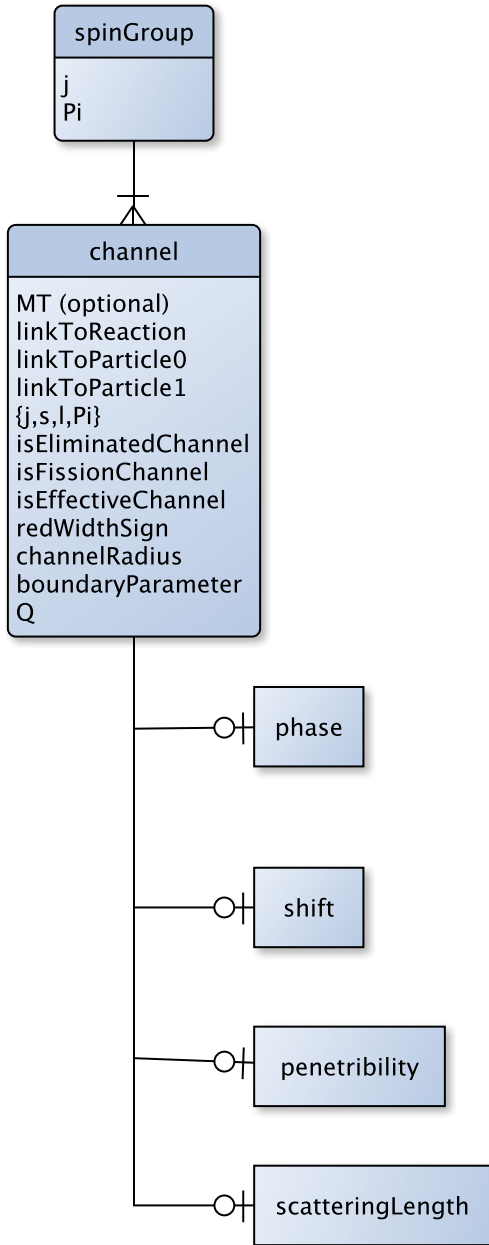 spinGroup
j
Pi
channel
MT (optional)
linkToReaction
linkToParticle0
linkToParticle1
{j,s,l,Pi}
isEliminatedChannel
isFissionChannel
isEffectiveChannel
redWidthSign
channelRadius
boundaryParameter
Q
phase
shift
penetribility
scatteringLength